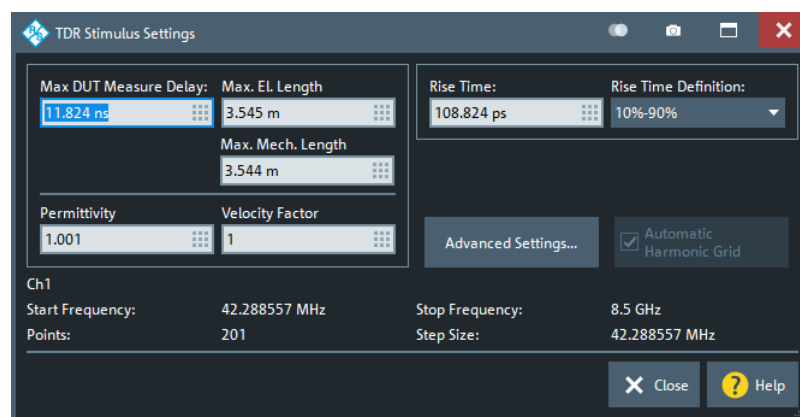 TDR Stimulus Settings
Max DUT Measure Delay: Max. El. Length
11.824 ns 3.545 m
Max. Mech. Length
3.544 m
Permittivity Velocity Factor
1.001 1
Rise Time: Rise Time Definition:
108.824 ps 10%-90%
Advanced Settings...
Automatic
Harmonic Grid
Ch1
Start Frequency: 42.288557 MHz Stop Frequency: 8.5 GHz
Points: 201 Step Size: 42.288557 MHz
Close ? Help